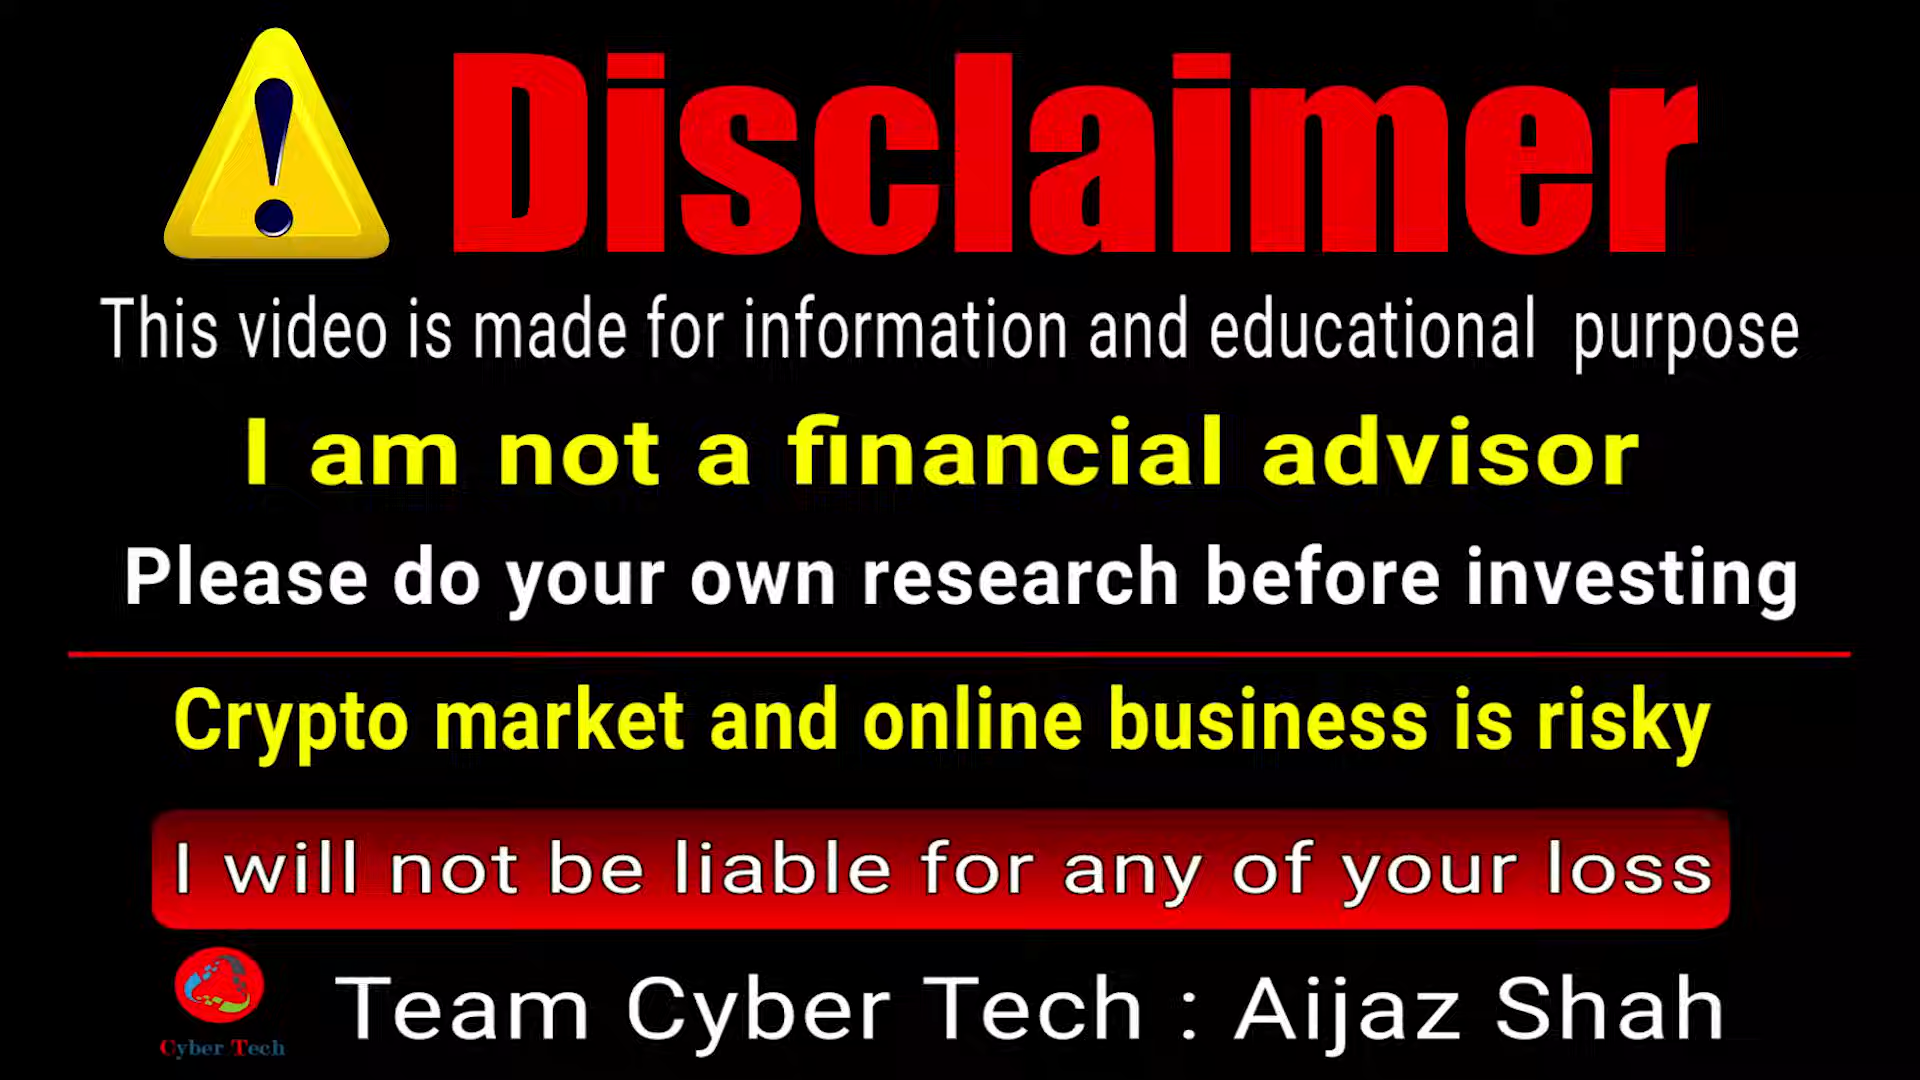 Disclaimer
This video is made for information and educational purpose
I am not a financial advisor
Please do your own research before investing
Crypto market and online business is risky
I will not be liable for any of your loss
Team Cyber Tech : Aijaz Shah
Cyber Tech